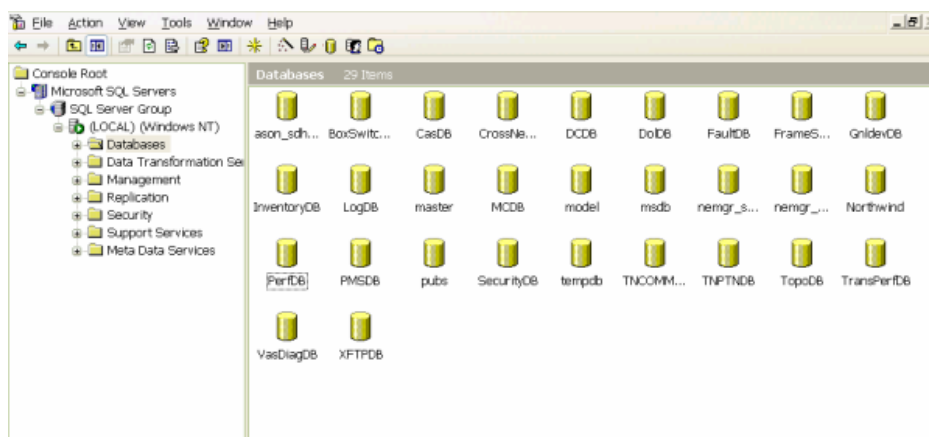 File Action View Tools Window Help
Console Root
Microsoft SQL Servers
SQL Server Group
(LOCAL) (Windows NT)
Databases
Data Transformation Ser
Management
Replication
Security
Support Services
Meta Data Services
Databases 29 Items
ason_sdh... BoxSwitc... CasDB CrossNe... DCDB DolDB FaultDB FrameS... GnldevDB
InventoryDB LogDB master MCDB model msdb nemgr_s... nemgr_... Northwind
PerfDB PMSDB pubs SecurityDB tempdb TNCOMM... TNPTNDB TopoDB TransPerfDB
VasDiagDB XFTPDB